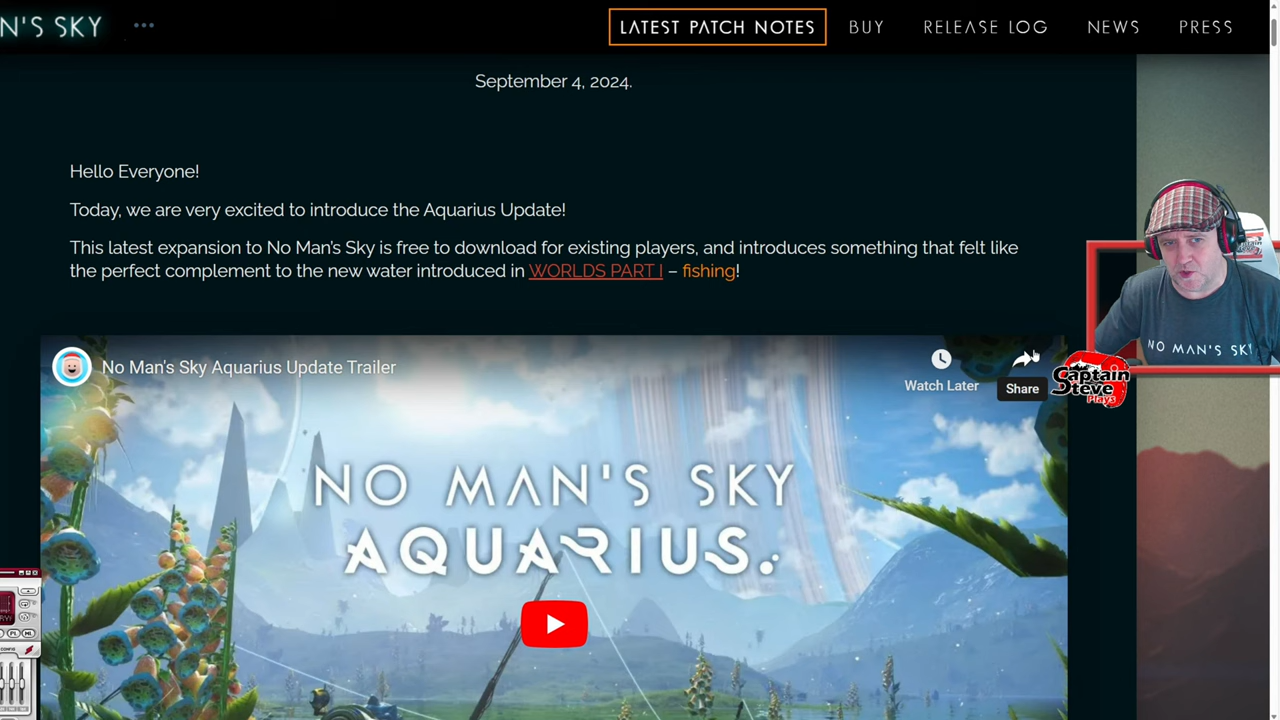 N'S SKY
LATEST PATCH NOTES
BUY
RELEASE LOG
NEWS
PRESS
September 4, 2024.
Hello Everyone!
Today, we are very excited to introduce the Aquarius Update!
This latest expansion to No Man's Sky is free to download for existing players, and introduces something that felt like
the perfect complement to the new water introduced in WORLDS PART I – fishing!
No Man's Sky Aquarius Update Trailer
Watch Later
Share
NO MAN'S SKY
AQUARIUS.
NO MAN'S SKY
Captain
Steve
Plays